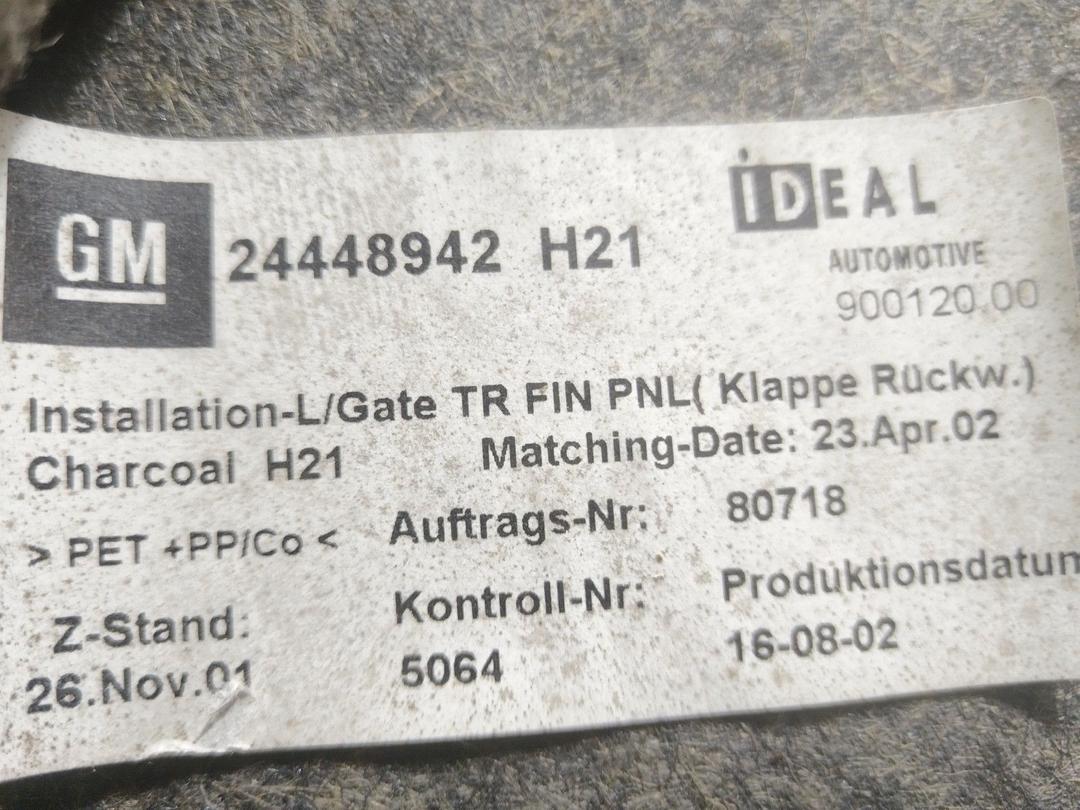 GM 24448942 H21
IDEAL
AUTOMOTIVE
900120.00
Installation-L/Gate TR FIN PNL( Klappe Rückw.)
Charcoal H21 Matching-Date: 23.Apr.02
> PET +PP/Co < Auftrags-Nr: 80718
Z-Stand: Kontroll-Nr: Produktionsdatum
26.Nov.01 5064 16-08-02